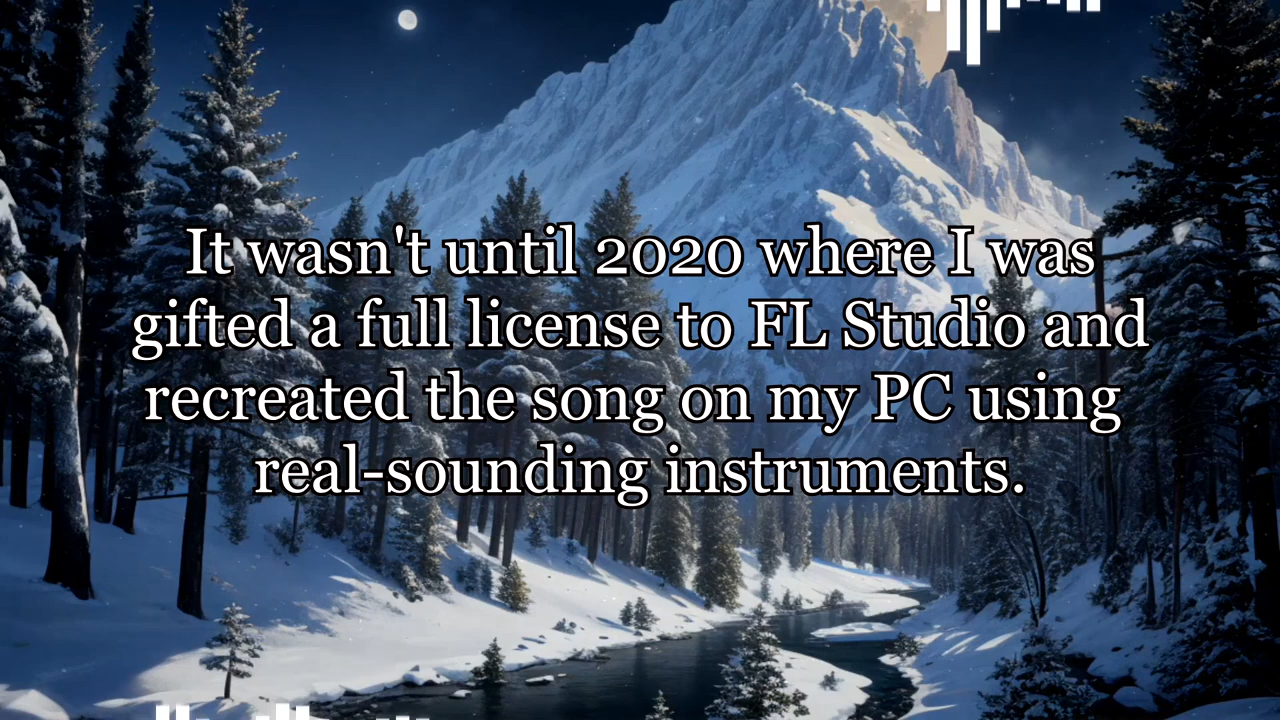 It wasn't until 2020 where I was
gifted a full license to FL Studio and
recreated the song on my PC using
real-sounding instruments.